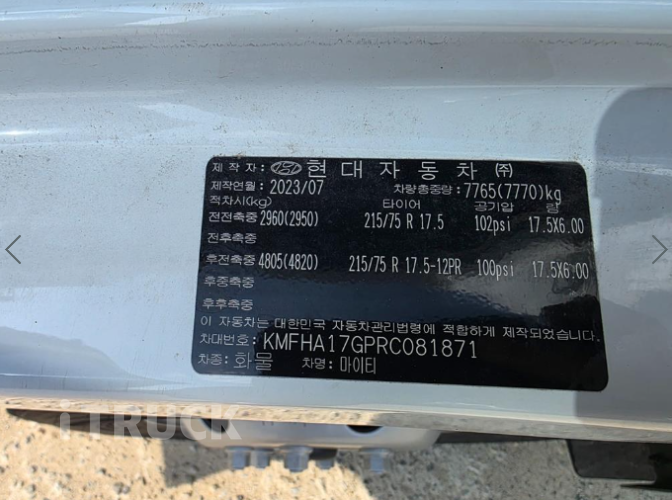 제작자: 현대자동차 ㈜
제작연월: 2023/07 차량총중량: 7765(7770)kg
적차시(kg) 타이어 공기압 림
전전축중 2960(2950) 215/75 R 17.5 102psi 17.5X6.00
전후축중
후전축중 4805(4820) 215/75 R 17.5-12PR 100psi 17.5X6.00
후중축중
후후축중
이 자동차는 대한민국 자동차관리법령에 적합하게 제작되었음.
차대번호: KMFHA17GPRC081871
차종: 화물 차명: 마이티
iTRUCK